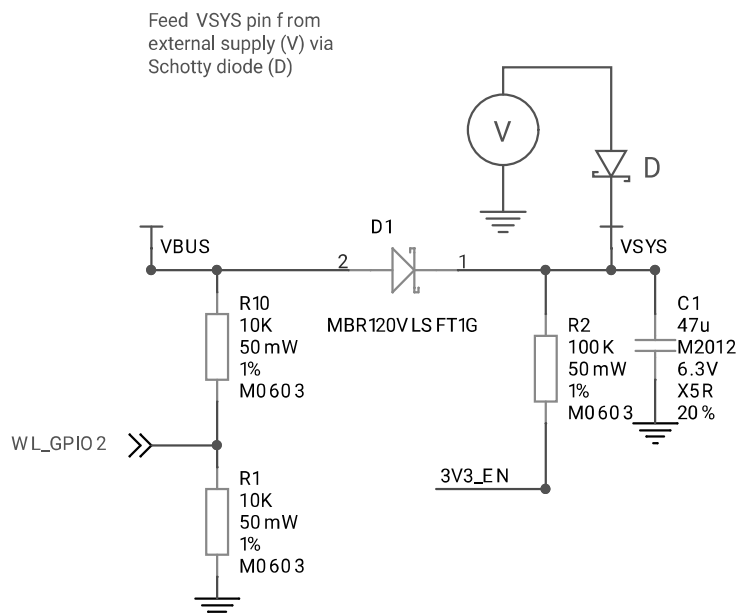 Feed VSYS pin from
external supply (V) via
Schotty diode (D)
V
D
D1
VBUS
VSYS
2
1
MBR120VLSFT1G
R10
10K
50mW
1%
M0603
R2
100K
50mW
1%
M0603
C1
47u
M2012
6.3V
X5R
20%
WL_GPIO2
3V3_EN
R1
10K
50mW
1%
M0603